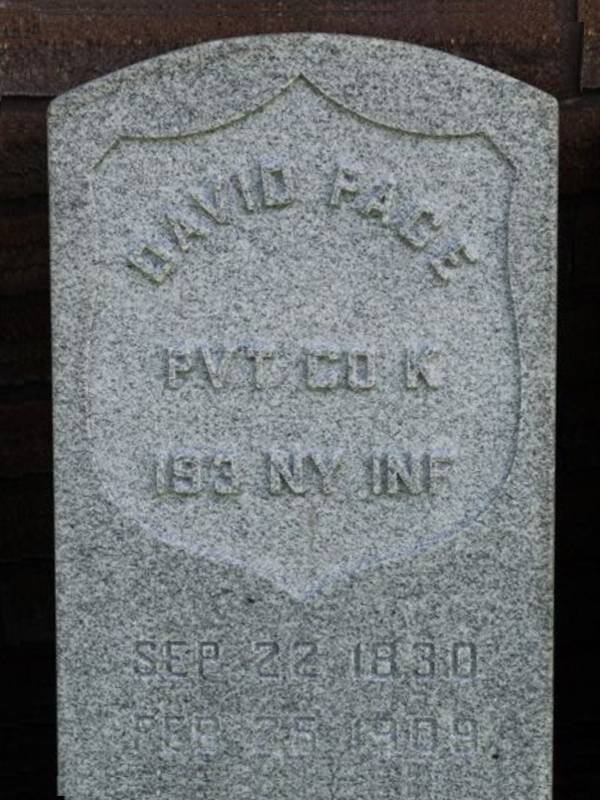 DAVID PAGE
PVT CO K
193 NY INF
SEP 22 1830
FEB 25 1909